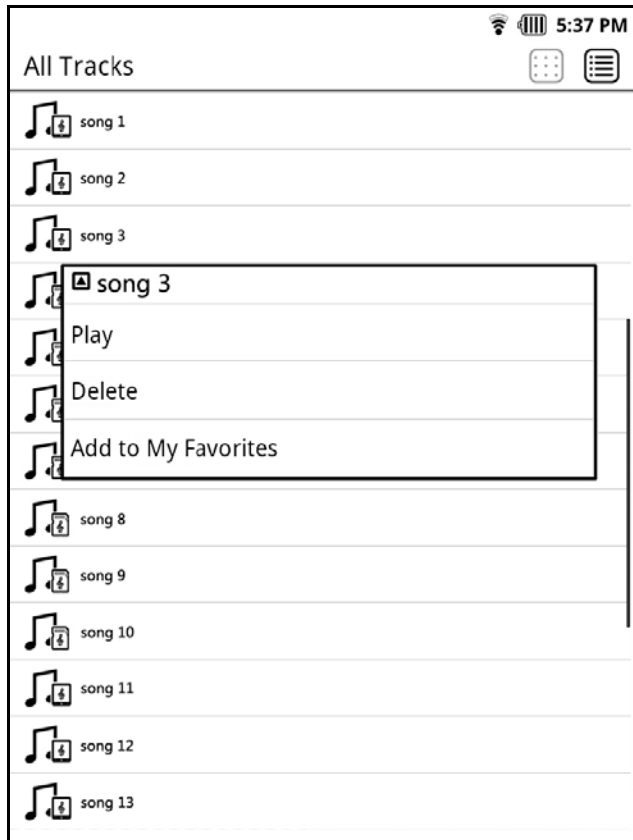 5:37 PM
All Tracks
song 1
song 2
song 3
song 3
Play
Delete
Add to My Favorites
song 8
song 9
song 10
song 11
song 12
song 13